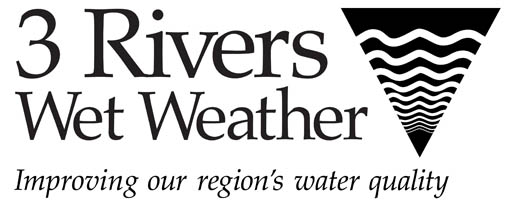 3 Rivers
Wet Weather
Improving our region's water quality